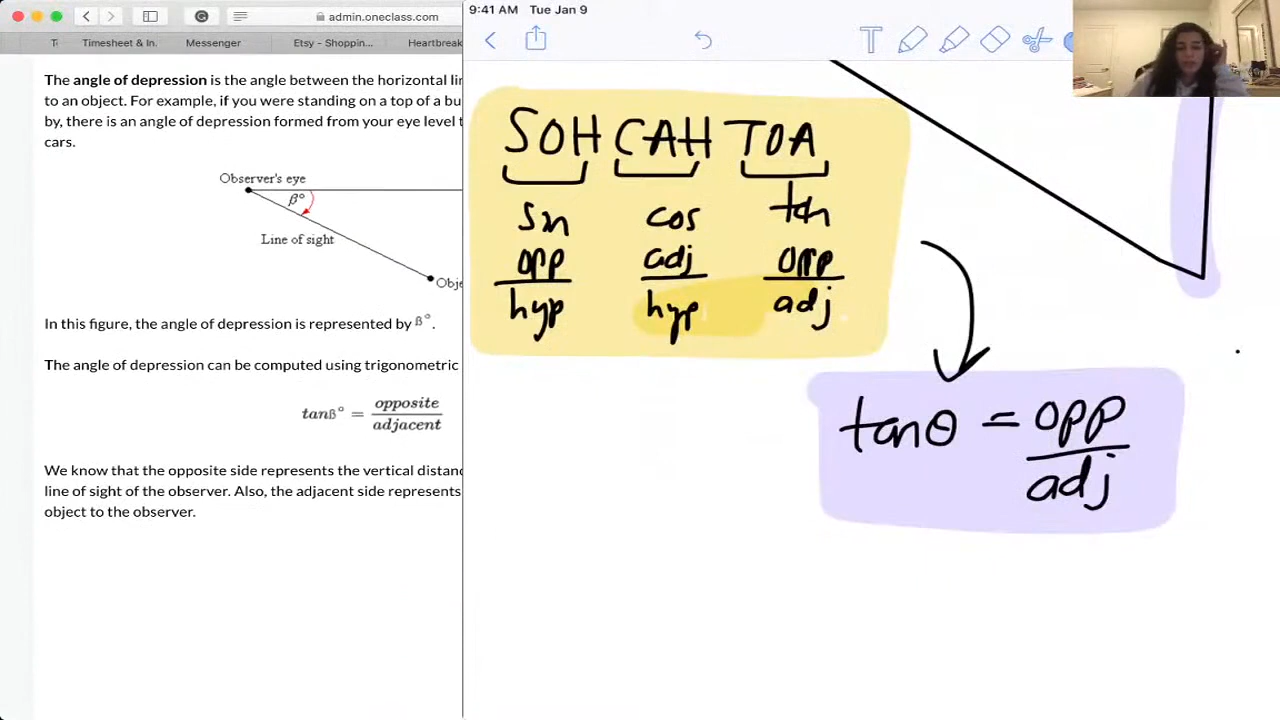 admin.oneclass.com
Timesheet & In.
Messenger
Etsy - Shoppin...
Heartbreak
The angle of depression is the angle between the horizontal li
to an object. For example, if you were standing on a top of a bu
by, there is an angle of depression formed from your eye level t
cars.
Observer's eye
β°
Line of sight
Obje
In this figure, the angle of depression is represented by β°.
The angle of depression can be computed using trigonometric
tanβ° = opposite
adjacent
We know that the opposite side represents the vertical distan
line of sight of the observer. Also, the adjacent side represents
object to the observer.
9:41 AM Tue Jan 9
SOH CAH TOA
sin cos tan
opp adj opp
hyp hyp adj
tanθ = opp
adj